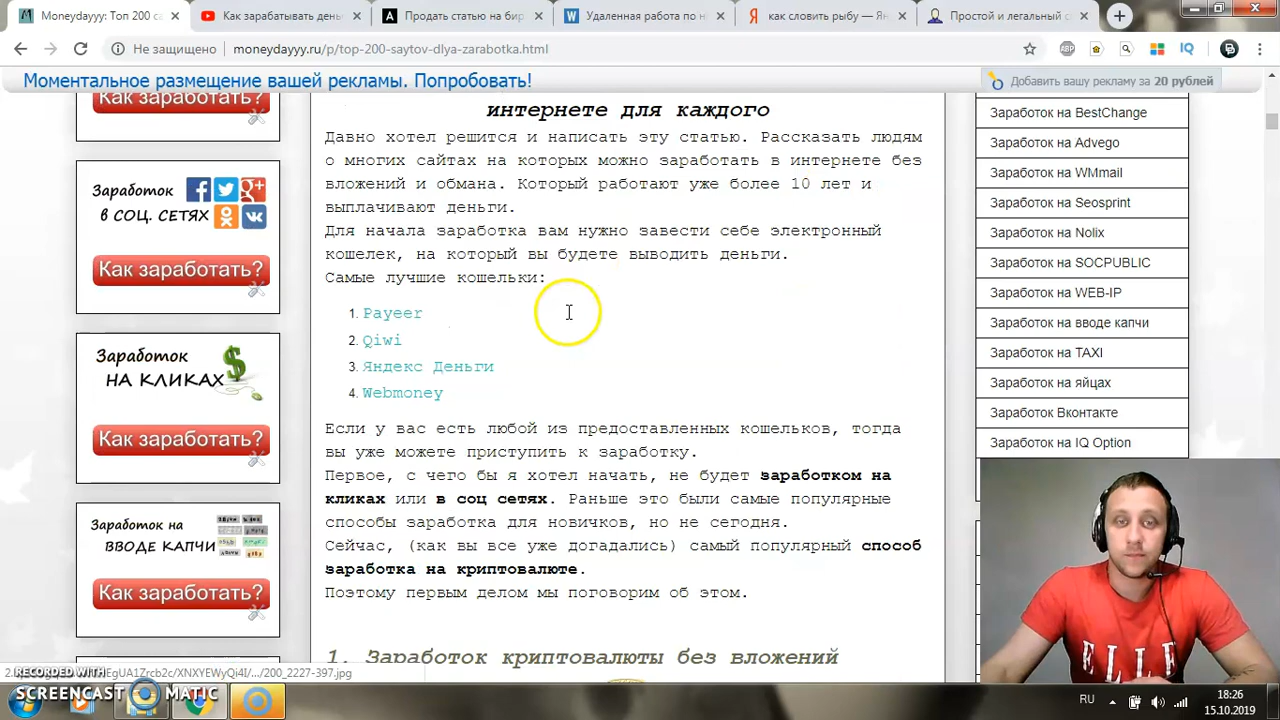 Moneydayyy: Топ 200 са
Как зарабатывать день
Продать статью на бир
Удаленная работа по н
как словить рыбу — Ян
Простой и легальный с
Не защищено
moneydayyy.ru/p/top-200-saytov-dlya-zarabotka.html
Моментальное размещение вашей рекламы. Попробовать!
Добавить вашу рекламу за 20 рублей
Как заработать?
Заработок
в СОЦ. СЕТЯХ
Как заработать?
Заработок
НА КЛИКАХ
Как заработать?
Заработок на
ВВОДЕ КАПЧИ
Как заработать?
интернете для каждого
Давно хотел решится и написать эту статью. Рассказать людям
о многих сайтах на которых можно заработать в интернете без
вложений и обмана. Который работают уже более 10 лет и
выплачивают деньги.
Для начала заработка вам нужно завести себе электронный
кошелек, на который вы будете выводить деньги.
Самые лучшие кошельки:
1. Payeer
2. Qiwi
3. Яндекс Деньги
4. Webmoney
Если у вас есть любой из предоставленных кошельков, тогда
вы уже можете приступить к заработку.
Первое, с чего бы я хотел начать, не будет заработком на
кликах или в соц сетях. Раньше это были самые популярные
способы заработка для новичков, но не сегодня.
Сейчас, (как вы все уже догадались) самый популярный способ
заработка на криптовалюте.
Поэтому первым делом мы поговорим об этом.
1. Заработок криптовалюты без вложений
Заработок на BestChange
Заработок на Advego
Заработок на WMmail
Заработок на Seosprint
Заработок на Nolix
Заработок на SOCPUBLIC
Заработок на WEB-IP
Заработок на вводе капчи
Заработок на TAXI
Заработок на яйцах
Заработок Вконтакте
Заработок на IQ Option
ELLE
RECORDED WITH
SCREENCAST MATIC
RU
18:26
15.10.2019